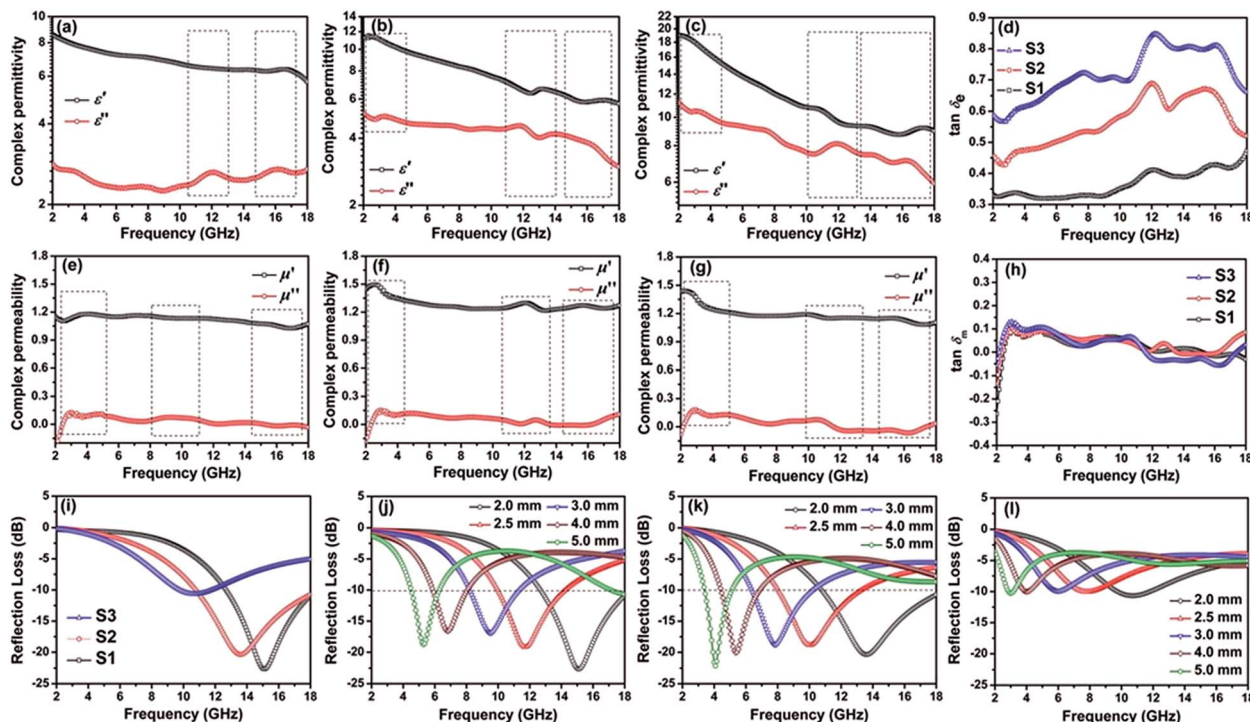 (a)
Complex permittivity
10
8
6
4
2
ε'
ε''
2 4 6 8 10 12 14 16 18
Frequency (GHz)
(b)
Complex permittivity
14
12
10
8
6
4
2
ε'
ε''
2 4 6 8 10 12 14 16 18
Frequency (GHz)
(c)
Complex permittivity
22
20
18
16
14
12
10
8
6
ε'
ε''
2 4 6 8 10 12 14 16 18
Frequency (GHz)
(d)
tan δe
0.9
0.8
0.7
0.6
0.5
0.4
0.3
S3
S2
S1
2 4 6 8 10 12 14 16 18
Frequency (GHz)
(e)
Complex permeability
1.8
1.5
1.2
0.9
0.6
0.3
0.0
μ'
μ''
2 4 6 8 10 12 14 16 18
Frequency (GHz)
(f)
Complex permeability
1.8
1.5
1.2
0.9
0.6
0.3
0.0
μ'
μ''
2 4 6 8 10 12 14 16 18
Frequency (GHz)
(g)
Complex permeability
1.8
1.5
1.2
0.9
0.6
0.3
0.0
μ'
μ''
2 4 6 8 10 12 14 16 18
Frequency (GHz)
(h)
tan δm
0.4
0.3
0.2
0.1
0.0
-0.1
-0.2
-0.3
-0.4
S3
S2
S1
2 4 6 8 10 12 14 16 18
Frequency (GHz)
(i)
Reflection Loss (dB)
5
0
-5
-10
-15
-20
-25
S3
S2
S1
2 4 6 8 10 12 14 16 18
Frequency (GHz)
(j)
Reflection Loss (dB)
5
0
-5
-10
-15
-20
-25
2.0 mm 3.0 mm
2.5 mm 4.0 mm
5.0 mm
2 4 6 8 10 12 14 16 18
Frequency (GHz)
(k)
Reflection Loss (dB)
5
0
-5
-10
-15
-20
-25
2.0 mm 3.0 mm
2.5 mm 4.0 mm
5.0 mm
2 4 6 8 10 12 14 16 18
Frequency (GHz)
(l)
Reflection Loss (dB)
5
0
-5
-10
-15
-20
-25
2.0 mm
2.5 mm
3.0 mm
4.0 mm
5.0 mm
2 4 6 8 10 12 14 16 18
Frequency (GHz)